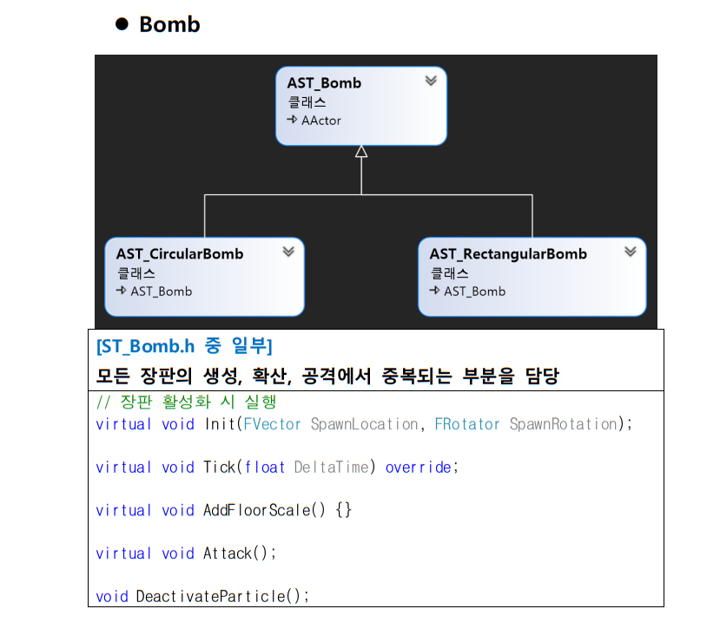 ● Bomb
AST_Bomb
클래스
AActor
AST_CircularBomb
클래스
AST_Bomb
AST_RectangularBomb
클래스
AST_Bomb
[ST_Bomb.h 중 일부]
모든 장판의 생성, 확산, 공격에서 중복되는 부분을 담당
// 장판 활성화 시 실행
virtual void Init(FVector SpawnLocation, FRotator SpawnRotation);
virtual void Tick(float DeltaTime) override;
virtual void AddFloorScale() {}
virtual void Attack();
void DeactivateParticle();